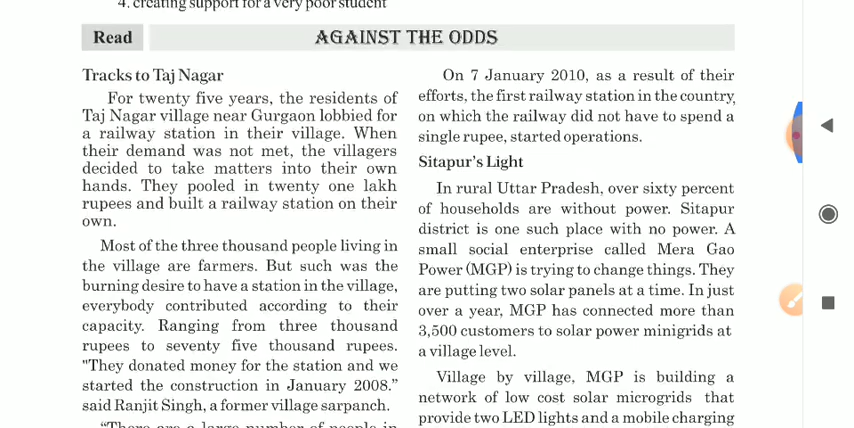 4. creating support for a very poor student
Read
AGAINST THE ODDS
Tracks to Taj Nagar
For twenty five years, the residents of
Taj Nagar village near Gurgaon lobbied for
a railway station in their village. When
their demand was not met, the villagers
decided to take matters into their own
hands. They pooled in twenty one lakh
rupees and built a railway station on their
own.
Most of the three thousand people living in
the village are farmers. But such was the
burning desire to have a station in the village,
everybody contributed according to their
capacity. Ranging from three thousand
rupees to seventy five thousand rupees.
"They donated money for the station and we
started the construction in January 2008.”
said Ranjit Singh, a former village sarpanch.
“There are a large number of people in
On 7 January 2010, as a result of their
efforts, the first railway station in the country,
on which the railway did not have to spend a
single rupee, started operations.
Sitapur's Light
In rural Uttar Pradesh, over sixty percent
of households are without power. Sitapur
district is one such place with no power. A
small social enterprise called Mera Gao
Power (MGP) is trying to change things. They
are putting two solar panels at a time. In just
over a year, MGP has connected more than
3,500 customers to solar power minigrids at
a village level.
Village by village, MGP is building a
network of low cost solar microgrids that
provide two LED lights and a mobile charging